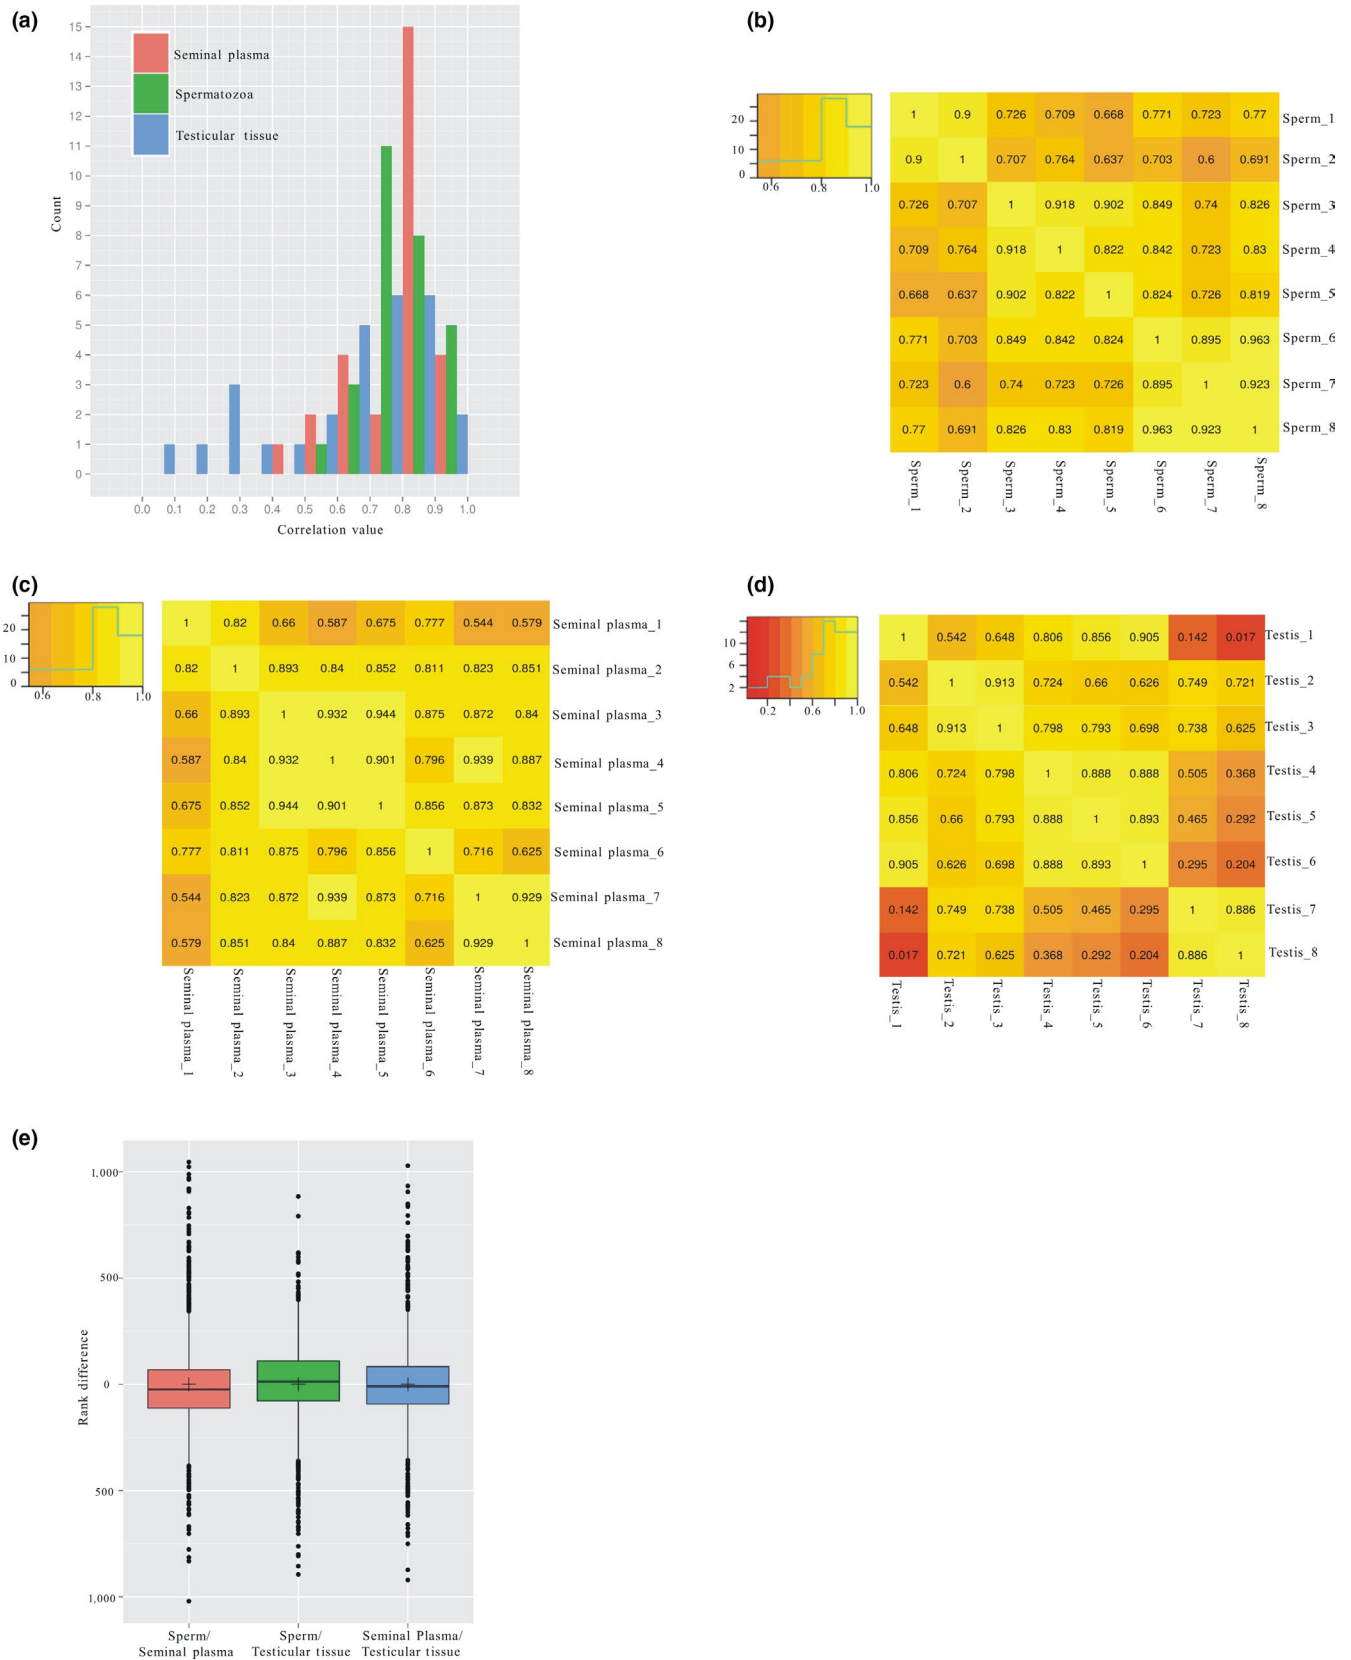 (a)
15
14
13
12
11
10
9
8
7
6
5
4
3
2
1
0
Count
Seminal plasma
Spermatozoa
Testicular tissue
0.0 0.1 0.2 0.3 0.4 0.5 0.6 0.7 0.8 0.9 1.0
Correlation value
(b)
20
10
0
0.6 0.8 1.0
1 0.9 0.726 0.709 0.668 0.771 0.723 0.77 Sperm_1
0.9 1 0.707 0.764 0.637 0.703 0.6 0.691 Sperm_2
0.726 0.707 1 0.918 0.902 0.849 0.74 0.826 Sperm_3
0.709 0.764 0.918 1 0.822 0.842 0.723 0.83 Sperm_4
0.668 0.637 0.902 0.822 1 0.824 0.726 0.819 Sperm_5
0.771 0.703 0.849 0.842 0.824 1 0.895 0.963 Sperm_6
0.723 0.6 0.74 0.723 0.726 0.895 1 0.923 Sperm_7
0.77 0.691 0.826 0.83 0.819 0.963 0.923 1 Sperm_8
Sperm_1
Sperm_2
Sperm_3
Sperm_4
Sperm_5
Sperm_6
Sperm_7
Sperm_8
(c)
20
10
0
0.6 0.8 1.0
1 0.82 0.66 0.587 0.675 0.777 0.544 0.579 Seminal plasma_1
0.82 1 0.893 0.84 0.852 0.811 0.823 0.851 Seminal plasma_2
0.66 0.893 1 0.932 0.944 0.875 0.872 0.84 Seminal plasma_3
0.587 0.84 0.932 1 0.901 0.796 0.939 0.887 Seminal plasma_4
0.675 0.852 0.944 0.901 1 0.856 0.873 0.832 Seminal plasma_5
0.777 0.811 0.875 0.796 0.856 1 0.716 0.625 Seminal plasma_6
0.544 0.823 0.872 0.939 0.873 0.716 1 0.929 Seminal plasma_7
0.579 0.851 0.84 0.887 0.832 0.625 0.929 1 Seminal plasma_8
Seminal plasma_1
Seminal plasma_2
Seminal plasma_3
Seminal plasma_4
Seminal plasma_5
Seminal plasma_6
Seminal plasma_7
Seminal plasma_8
(d)
10
6
2
0.2 0.6 1.0
1 0.542 0.648 0.806 0.856 0.905 0.142 0.017 Testis_1
0.542 1 0.913 0.724 0.66 0.626 0.749 0.721 Testis_2
0.648 0.913 1 0.798 0.793 0.698 0.738 0.625 Testis_3
0.806 0.724 0.798 1 0.888 0.888 0.505 0.368 Testis_4
0.856 0.66 0.793 0.888 1 0.893 0.465 0.292 Testis_5
0.905 0.626 0.698 0.888 0.893 1 0.295 0.204 Testis_6
0.142 0.749 0.738 0.505 0.465 0.295 1 0.886 Testis_7
0.017 0.721 0.625 0.368 0.292 0.204 0.886 1 Testis_8
Testis_1
Testis_2
Testis_3
Testis_4
Testis_5
Testis_6
Testis_7
Testis_8
(e)
1,000
500
0
500
1,000
Rank difference
Sperm/
Seminal plasma
Sperm/
Testicular tissue
Seminal Plasma/
Testicular tissue